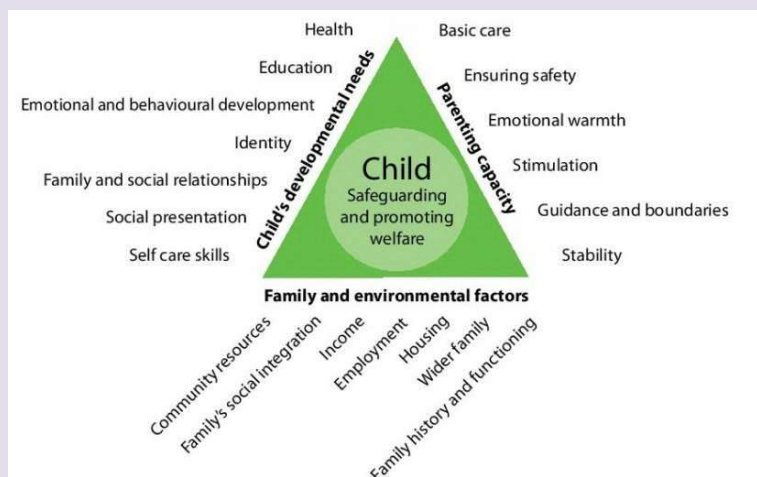 Health
Education
Emotional and behavioural development
Identity
Family and social relationships
Social presentation
Self care skills
Child's developmental needs
Child
Safeguarding
and promoting
welfare
Parenting capacity
Basic care
Ensuring safety
Emotional warmth
Stimulation
Guidance and boundaries
Stability
Family and environmental factors
Community resources
Family's social integration
Income
Employment
Housing
Wider family
Family history and functioning